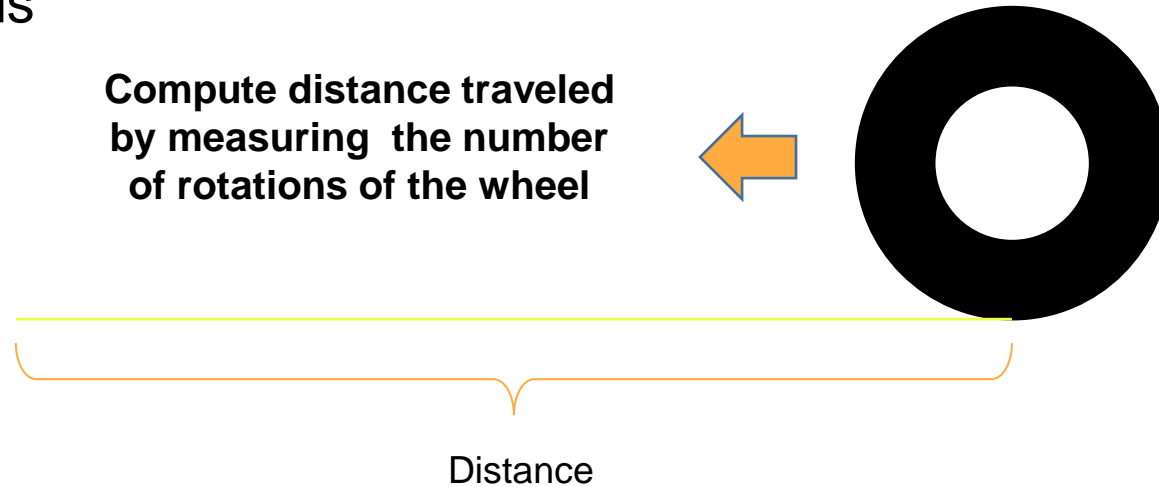 Compute distance traveled
by measuring the number
of rotations of the wheel
Distance